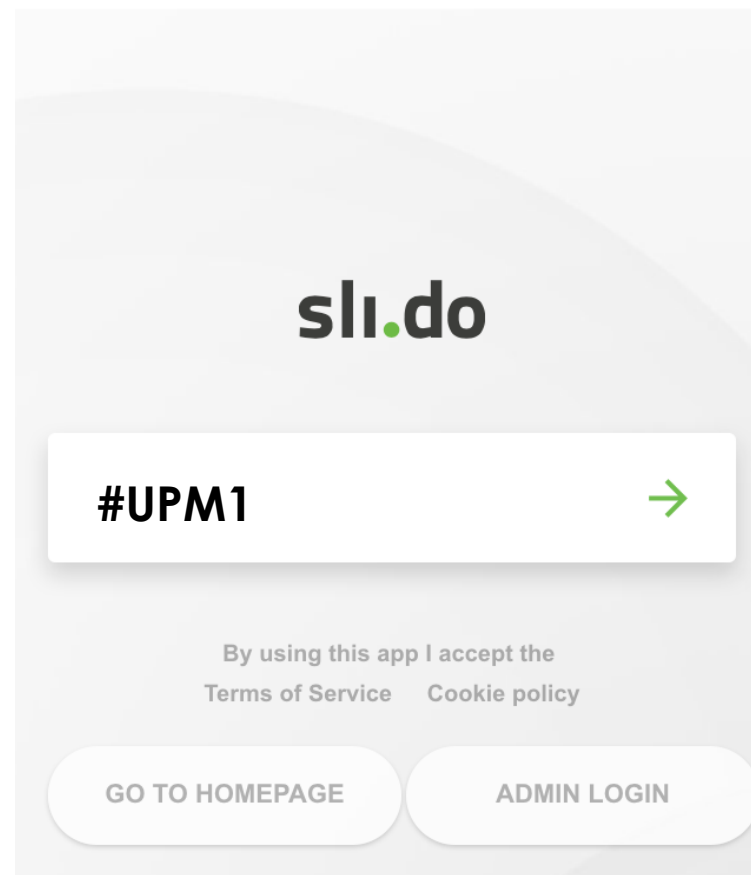 sli.do
#UPM1
By using this app I accept the
Terms of Service Cookie policy
GO TO HOMEPAGE ADMIN LOGIN